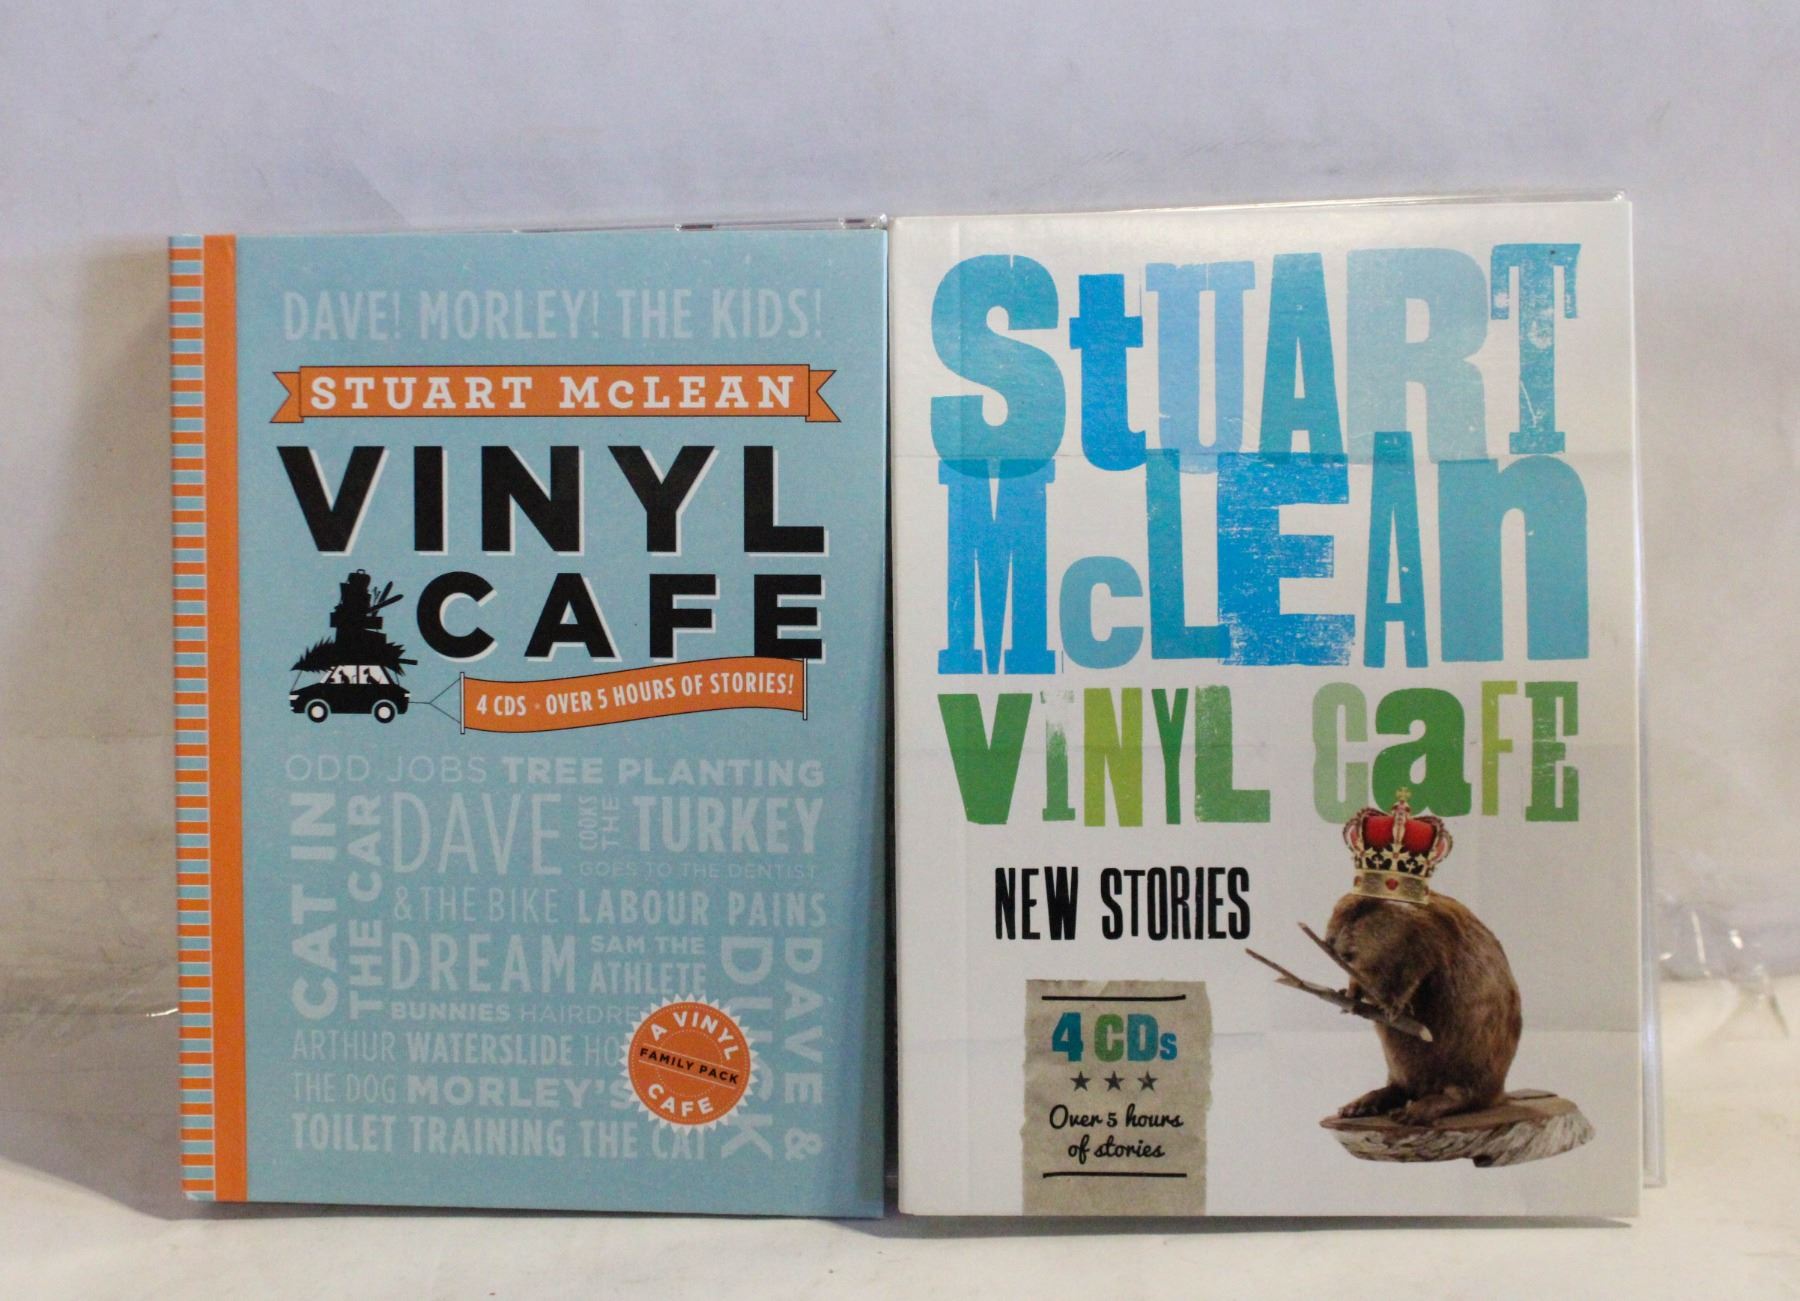 DAVE! MORLEY! THE KIDS!
STUART McLEAN
VINYL
CAFE
4 CDS • OVER 5 HOURS OF STORIES!
ODD JOBS TREE PLANTING
CAT IN
THE CAR
DAVE
COOKS
THE
TURKEY
GOES TO THE DENTIST
& THE BIKE LABOUR PAINS
DREAM
SAM THE
ATHLETE
DAVE &
DUCK
BUNNIES HAIRDRE
ARTHUR WATERSLIDE HO
THE DOG MORLEY'S
TOILET TRAINING THE CAT
A VINYL
FAMILY PACK
CAFE
StUART
McLEAn
VINYL CaFE
NEW STORIES
4 CDs
Over 5 hours
of stories